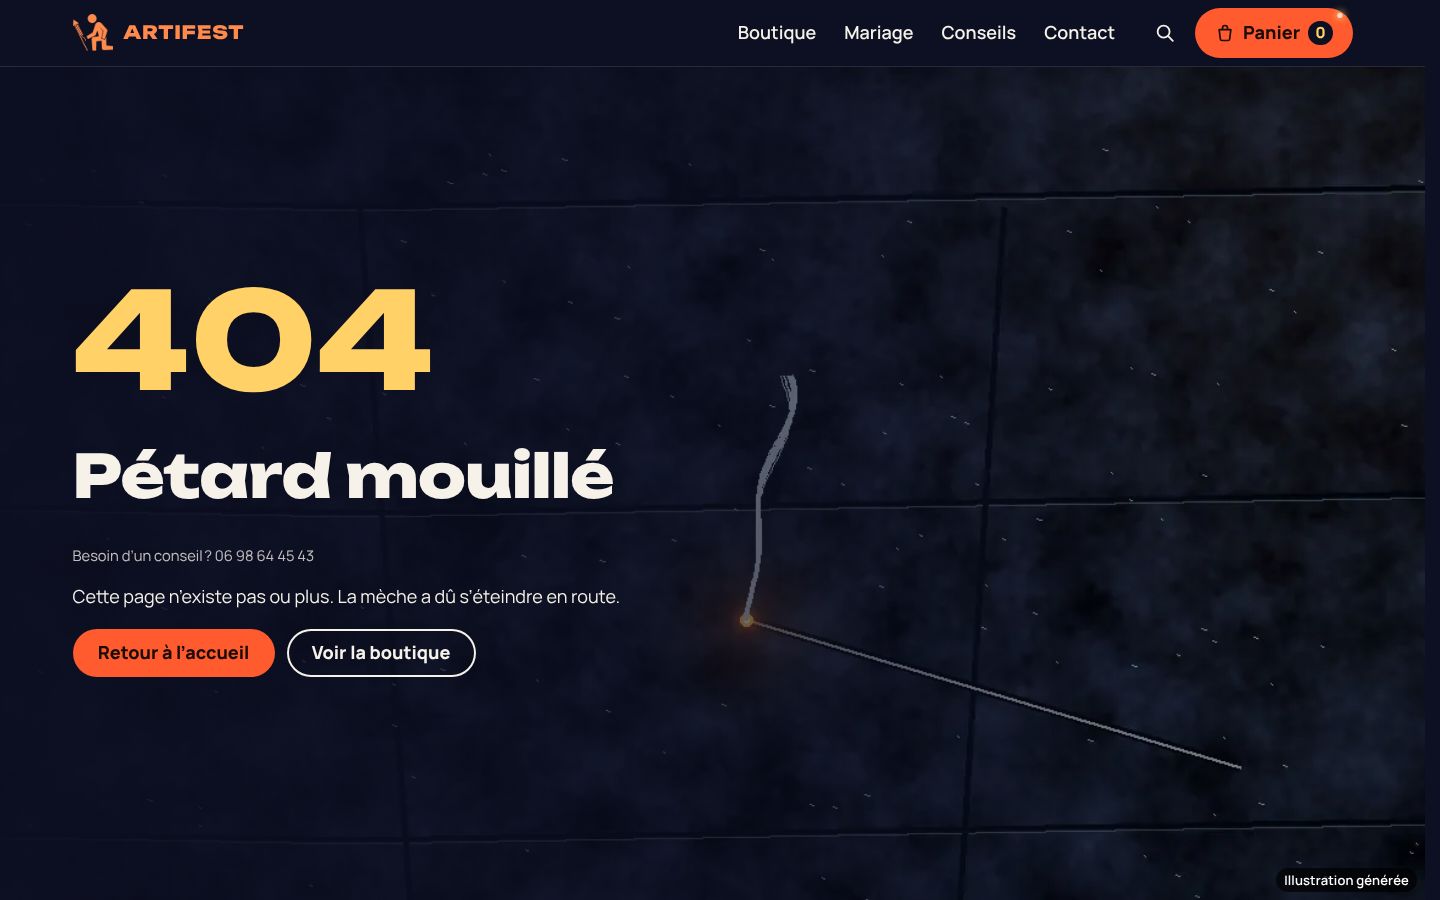 ARTIFEST
Boutique
Mariage
Conseils
Contact
Panier 0
404
Pétard mouillé
Besoin d’un conseil ? 06 98 64 45 43
Cette page n’existe pas ou plus. La mèche a dû s’éteindre en route.
Retour à l’accueil
Voir la boutique
Illustration générée